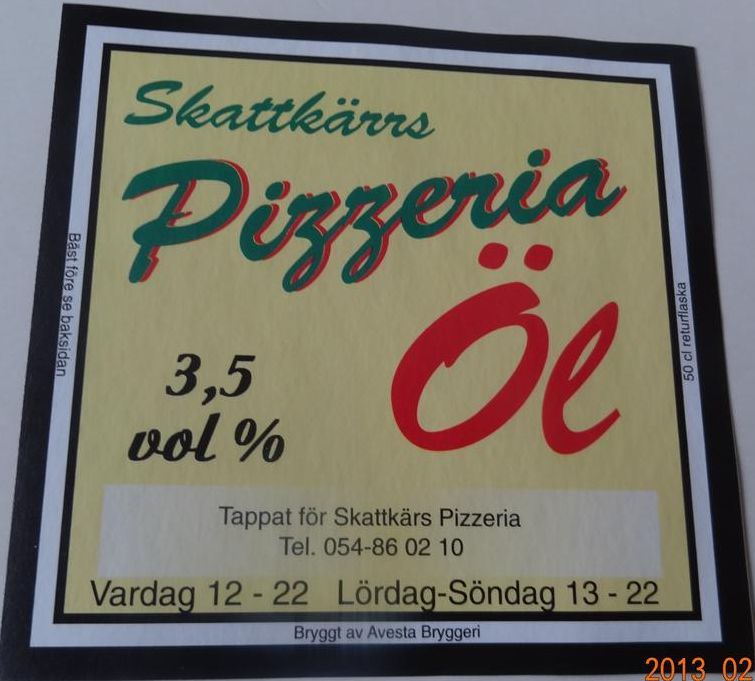 Skattkärrs
Pizzeria
Öl
3,5
vol %
Bäst före se baksidan
50 cl returflaska
Tappat för Skattkärs Pizzeria
Tel. 054-86 02 10
Vardag 12 - 22 Lördag-Söndag 13 - 22
Bryggt av Avesta Bryggeri
2013 02